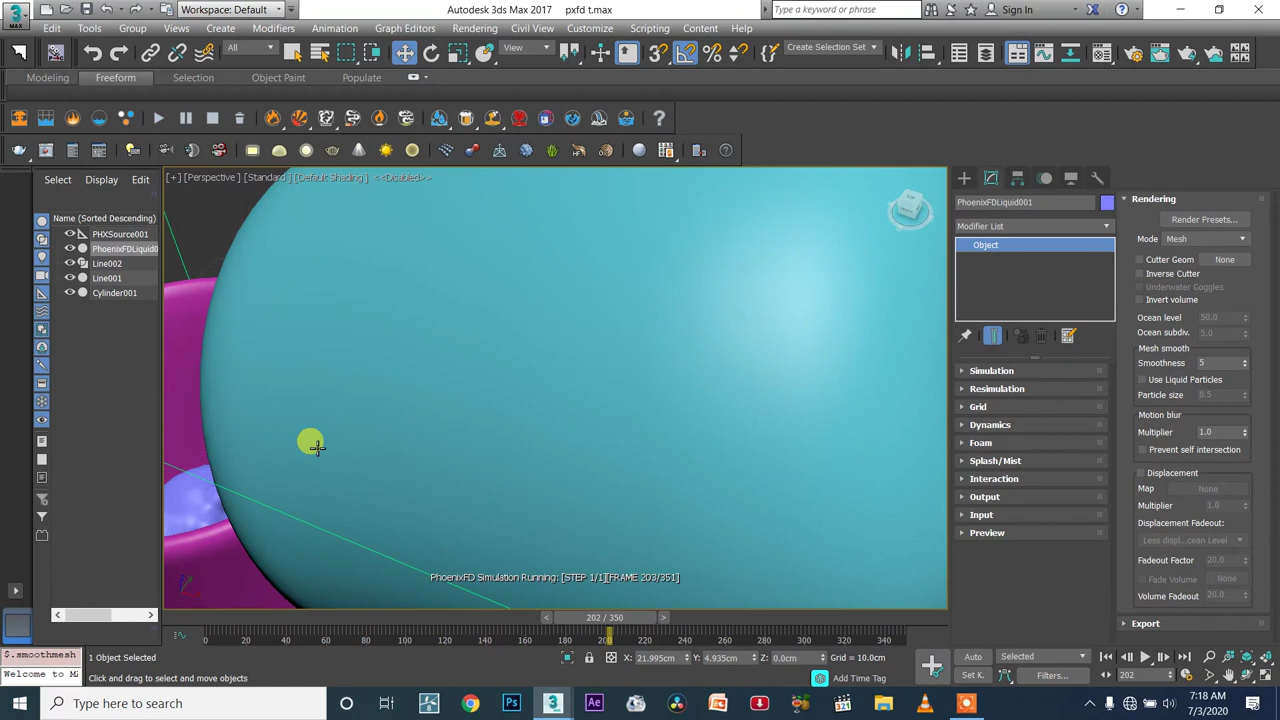 Workspace: Default
Autodesk 3ds Max 2017 pxfd t.max
Type a keyword or phrase
Sign In
MAX
Edit Tools Group Views Create Modifiers Animation Graph Editors Rendering Civil View Customize Scripting Content Help
All
View
Create Selection Set
Modeling Freeform Selection Object Paint Populate
Select Display Edit
[+] [Perspective] [Standard] [Default Shading] <<Disabled>>
Name (Sorted Descending)
PHXSource001
PhoenixFDLiquid0
Line002
Line001
Cylinder001
PhoenixFD Simulation Running: [STEP 1/1][FRAME 203/351]
PhoenixFDLiquid001
Modifier List
Object
Simulation
Resimulation
Grid
Dynamics
Foam
Splash/Mist
Interaction
Output
Input
Preview
Rendering
Render Presets...
Mode Mesh
Cutter Geom None
Inverse Cutter
Underwater Goggles
Invert volume
Ocean level 50.0
Ocean subdiv. 5.0
Mesh smooth
Smoothness 5
Use Liquid Particles
Particle size 0.5
Motion blur
Multiplier 1.0
Prevent self intersection
Displacement
Map None
Multiplier 1.0
Displacement Fadeout:
Less displ...cean Level
Fadeout Factor 20.0
Fade Volume None
Volume Fadeout 20.0
Export
< 202 / 350 >
0 20 40 60 80 100 120 140 160 180 200 220 240 260 280 300 320 340
S.smoothmesh
Welcome to M
1 Object Selected
Click and drag to select and move objects
X: 21.995cm Y: 4.935cm Z: 0.0cm Grid = 10.0cm
Add Time Tag
Auto Selected
Set K. Filters...
202
Type here to search
7:18 AM
7/3/2020